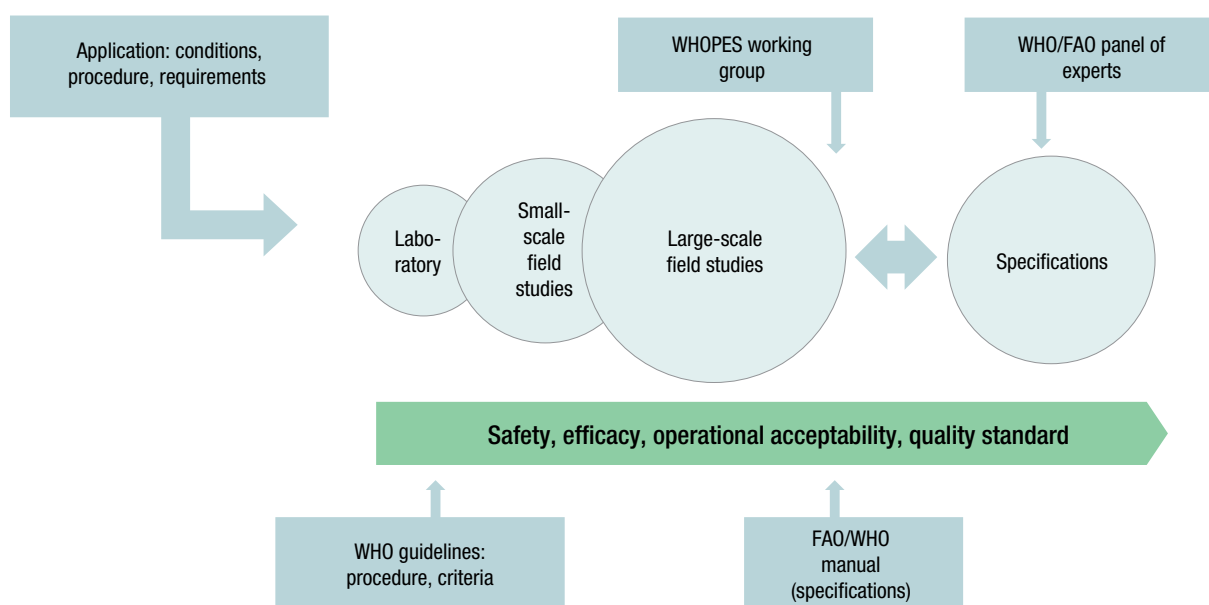 Application: conditions,
procedure, requirements
WHOPES working
group
WHO/FAO panel of
experts
Labo-
ratory
Small-
scale
field
studies
Large-scale
field studies
Specifications
Safety, efficacy, operational acceptability, quality standard
WHO guidelines:
procedure, criteria
FAO/WHO
manual
(specifications)